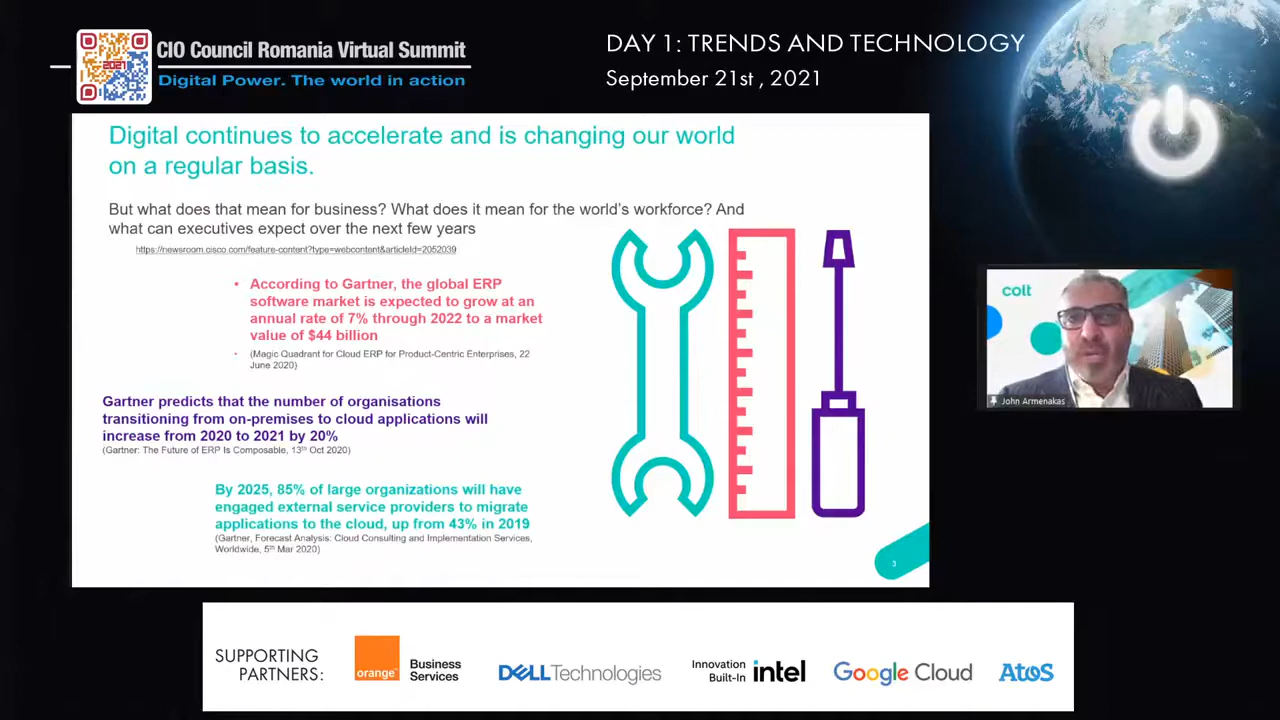 2021
CIO Council Romania Virtual Summit
Digital Power. The world in action
DAY 1: TRENDS AND TECHNOLOGY
September 21st , 2021
Digital continues to accelerate and is changing our world
on a regular basis.
But what does that mean for business? What does it mean for the world's workforce? And
what can executives expect over the next few years
https://newsroom.cisco.com/feature-content?type=webcontent&articleId=2052039
• According to Gartner, the global ERP
software market is expected to grow at an
annual rate of 7% through 2022 to a market
value of $44 billion
• (Magic Quadrant for Cloud ERP for Product-Centric Enterprises, 22
June 2020)
Gartner predicts that the number of organisations
transitioning from on-premises to cloud applications will
increase from 2020 to 2021 by 20%
(Gartner: The Future of ERP Is Composable, 13th Oct 2020)
By 2025, 85% of large organizations will have
engaged external service providers to migrate
applications to the cloud, up from 43% in 2019
(Gartner, Forecast Analysis: Cloud Consulting and Implementation Services,
Worldwide, 5th Mar 2020)
3
colt
John Armenakas
SUPPORTING
PARTNERS:
orange™
Business
Services
DELL Technologies
Innovation
Built-In
intel
Google Cloud
Atos